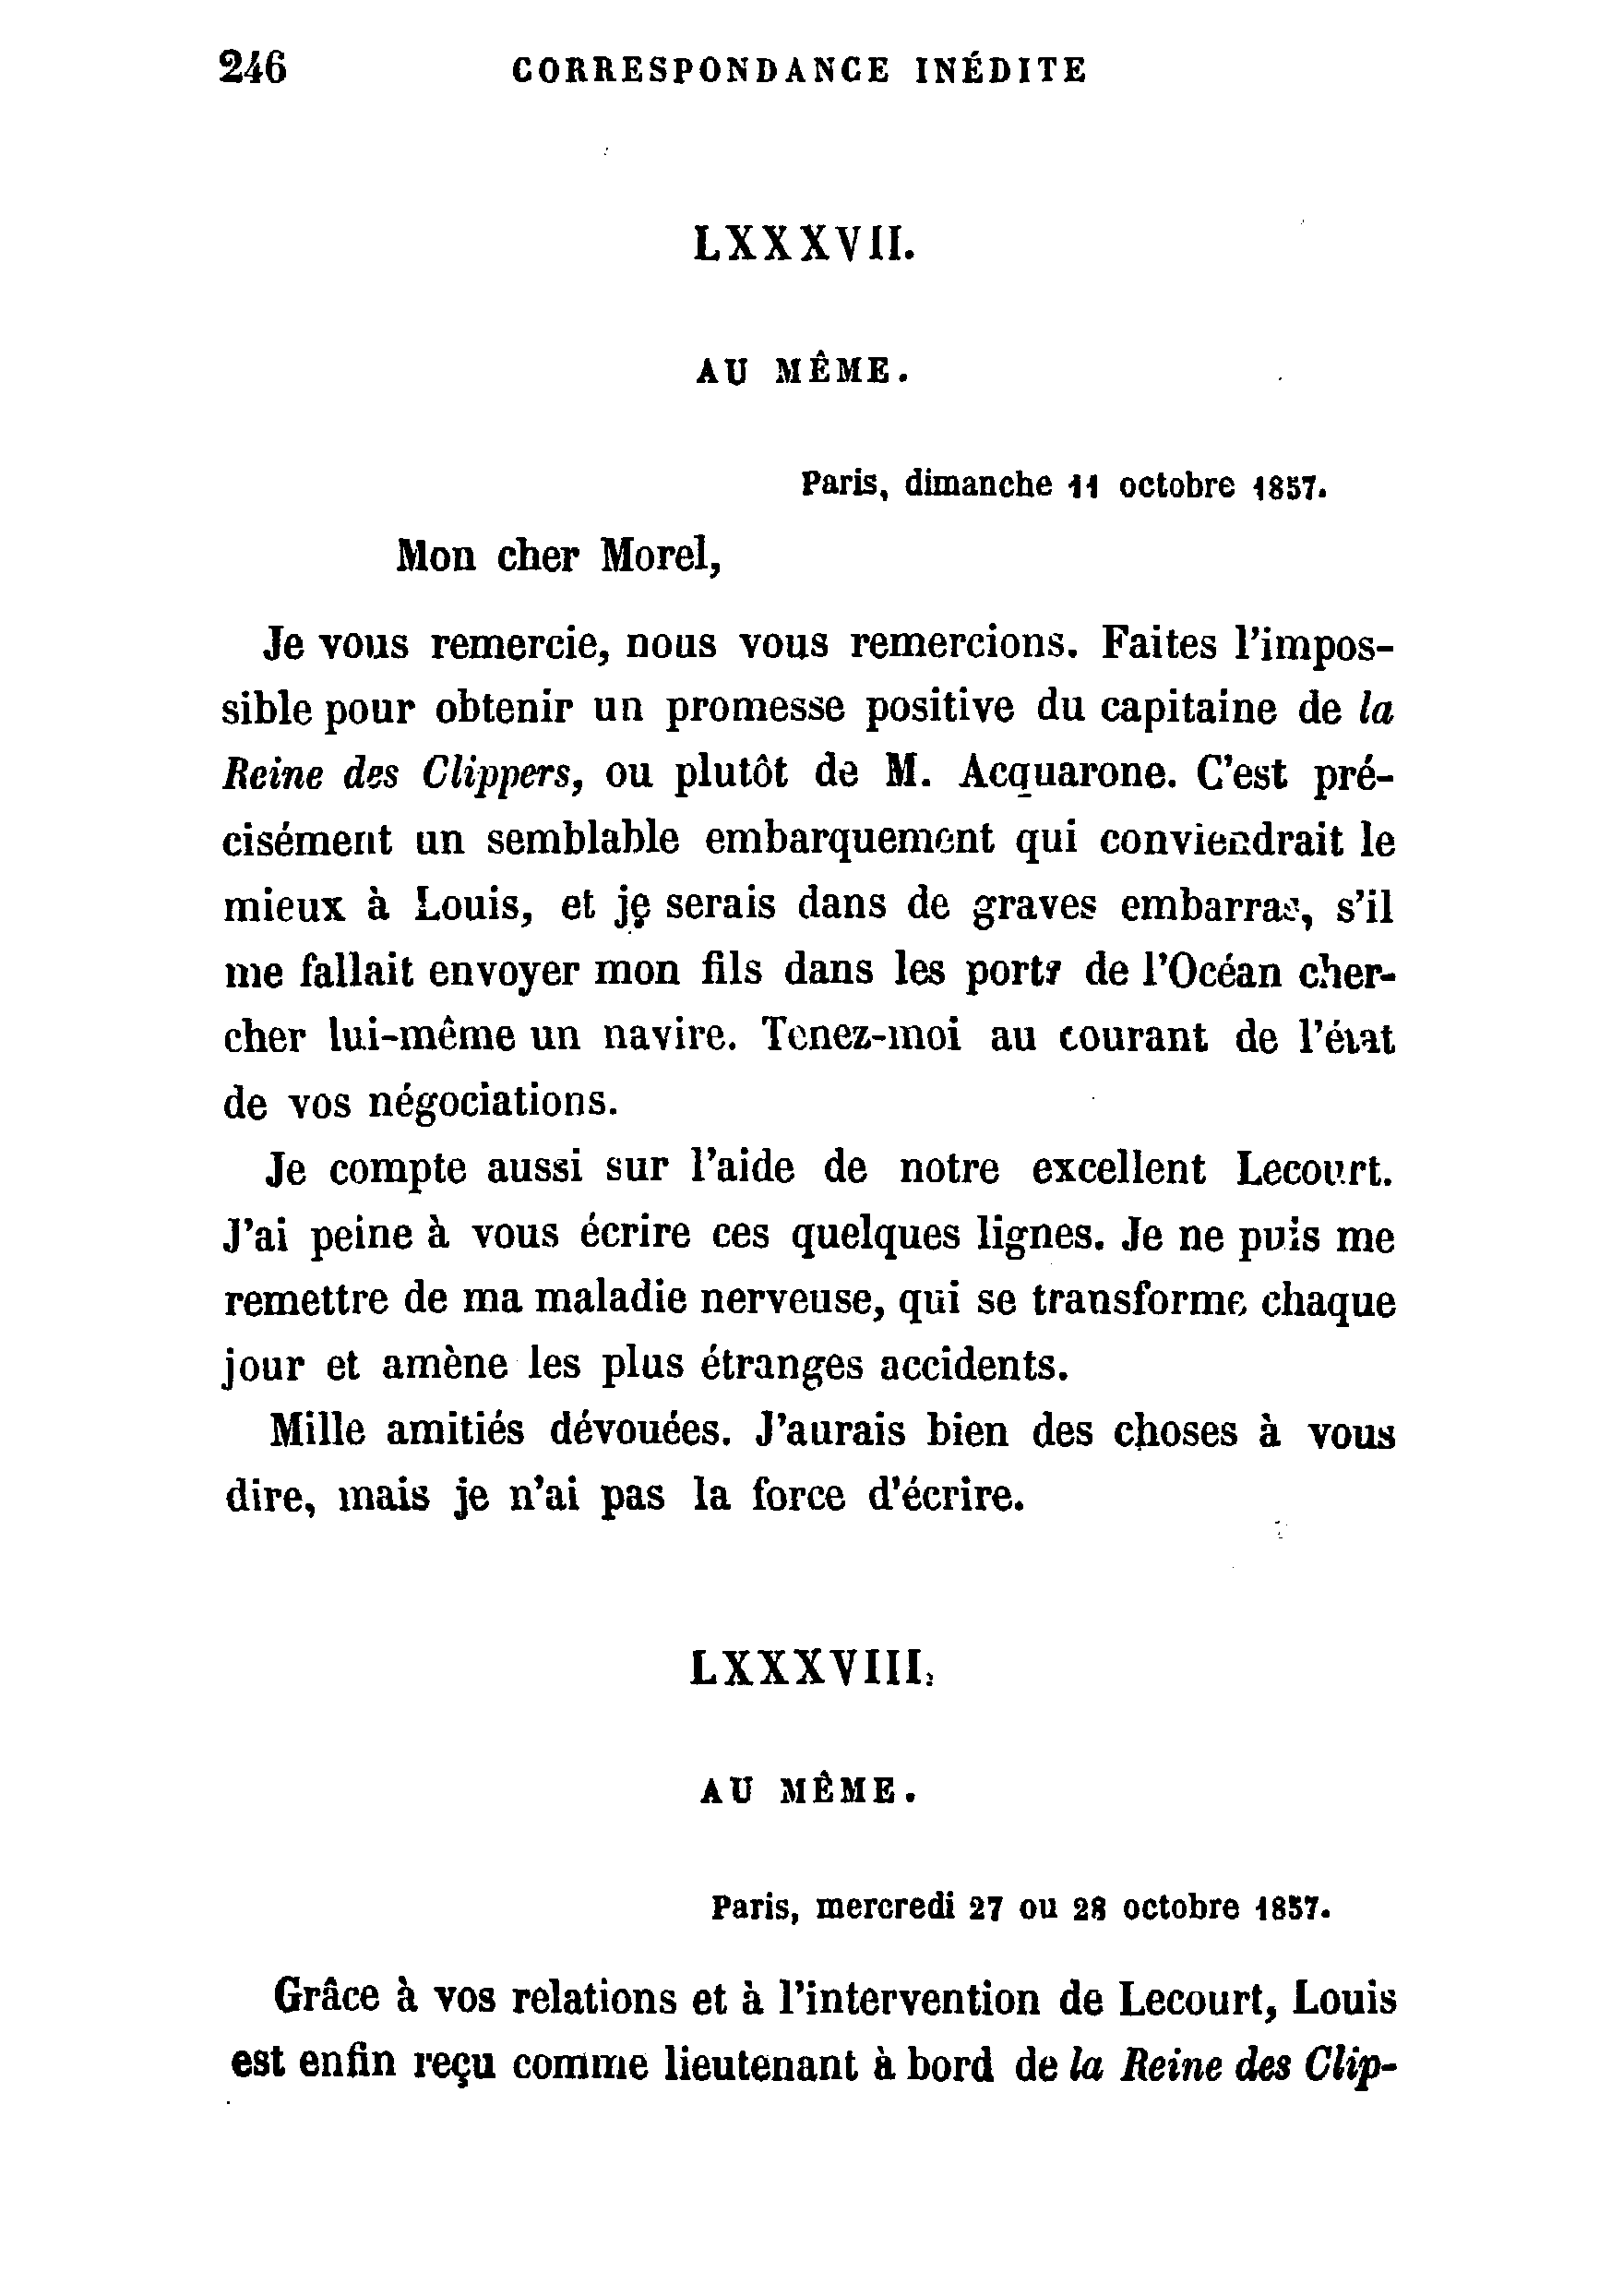 246 CORRESPONDANCE INÉDITE
LXXXVII.
AU MÊME.
Paris, dimanche 11 octobre 1857.
Mon cher Morel,
Je vous remercie, nous vous remercions. Faites l'impos-
sible pour obtenir un promesse positive du capitaine de la
Reine des Clippers, ou plutôt de M. Acquarone. C'est pré-
cisément un semblable embarquement qui conviendrait le
mieux à Louis, et je serais dans de graves embarras, s'il
me fallait envoyer mon fils dans les ports de l'Océan cher-
cher lui-même un navire. Tenez-moi au courant de l'état
de vos négociations.
Je compte aussi sur l'aide de notre excellent Lecourt.
J'ai peine à vous écrire ces quelques lignes. Je ne puis me
remettre de ma maladie nerveuse, qui se transforme chaque
jour et amène les plus étranges accidents.
Mille amitiés dévouées. J'aurais bien des choses à vous
dire, mais je n'ai pas la force d'écrire.
LXXXVIII.
AU MÊME.
Paris, mercredi 27 ou 28 octobre 1857.
Grâce à vos relations et à l'intervention de Lecourt, Louis
est enfin reçu comme lieutenant à bord de la Reine des Clip-